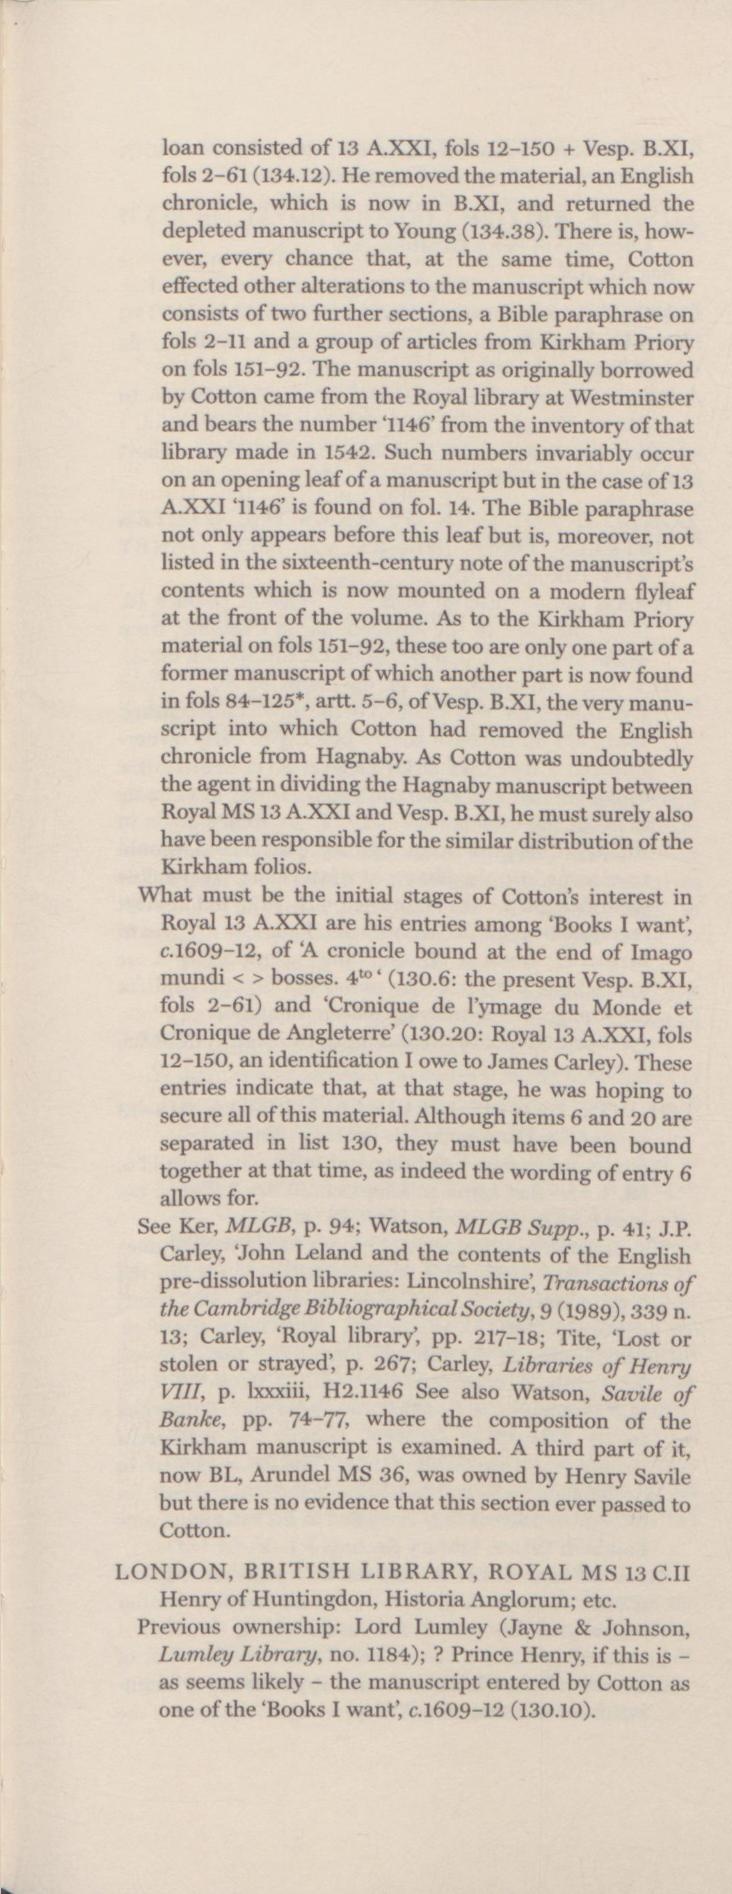 loan consisted of 13 A.XXI, fols 12–150 + Vesp. B.XI,
fols 2–61 (134.12). He removed the material, an English
chronicle, which is now in B.XI, and returned the
depleted manuscript to Young (134.38). There is, how-
ever, every chance that, at the same time, Cotton
effected other alterations to the manuscript which now
consists of two further sections, a Bible paraphrase on
fols 2–11 and a group of articles from Kirkham Priory
on fols 151–92. The manuscript as originally borrowed
by Cotton came from the Royal library at Westminster
and bears the number ‘1146’ from the inventory of that
library made in 1542. Such numbers invariably occur
on an opening leaf of a manuscript but in the case of 13
A.XXI ‘1146’ is found on fol. 14. The Bible paraphrase
not only appears before this leaf but is, moreover, not
listed in the sixteenth-century note of the manuscript’s
contents which is now mounted on a modern flyleaf
at the front of the volume. As to the Kirkham Priory
material on fols 151–92, these too are only one part of a
former manuscript of which another part is now found
in fols 84–125*, artt. 5–6, of Vesp. B.XI, the very manu-
script into which Cotton had removed the English
chronicle from Hagnaby. As Cotton was undoubtedly
the agent in dividing the Hagnaby manuscript between
Royal MS 13 A.XXI and Vesp. B.XI, he must surely also
have been responsible for the similar distribution of the
Kirkham folios.
What must be the initial stages of Cotton’s interest in
Royal 13 A.XXI are his entries among ‘Books I want’,
c.1609–12, of ‘A cronicle bound at the end of Imago
mundi < > bosses. 4to ‘ (130.6: the present Vesp. B.XI,
fols 2–61) and ‘Cronique de l’ymage du Monde et
Cronique de Angleterre’ (130.20: Royal 13 A.XXI, fols
12–150, an identification I owe to James Carley). These
entries indicate that, at that stage, he was hoping to
secure all of this material. Although items 6 and 20 are
separated in list 130, they must have been bound
together at that time, as indeed the wording of entry 6
allows for.
See Ker, MLGB, p. 94; Watson, MLGB Supp., p. 41; J.P.
Carley, ‘John Leland and the contents of the English
pre-dissolution libraries: Lincolnshire’, Transactions of
the Cambridge Bibliographical Society, 9 (1989), 339 n.
13; Carley, ‘Royal library’, pp. 217–18; Tite, ‘Lost or
stolen or strayed’, p. 267; Carley, Libraries of Henry
VIII, p. lxxxiii, H2.1146 See also Watson, Savile of
Banke, pp. 74–77, where the composition of the
Kirkham manuscript is examined. A third part of it,
now BL, Arundel MS 36, was owned by Henry Savile
but there is no evidence that this section ever passed to
Cotton.
LONDON, BRITISH LIBRARY, ROYAL MS 13 C.II
Henry of Huntingdon, Historia Anglorum; etc.
Previous ownership: Lord Lumley (Jayne & Johnson,
Lumley Library, no. 1184); ? Prince Henry, if this is –
as seems likely – the manuscript entered by Cotton as
one of the ‘Books I want’, c.1609–12 (130.10).